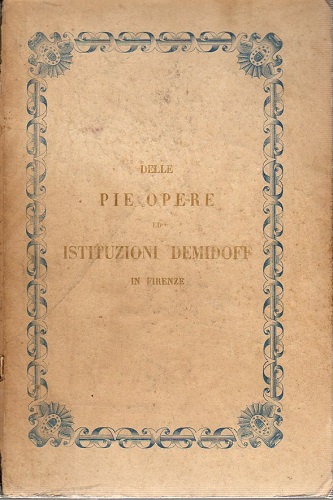 DELLE
PIE OPERE
ED
ISTITUZIONI DEMIDOFF
IN FIRENZE